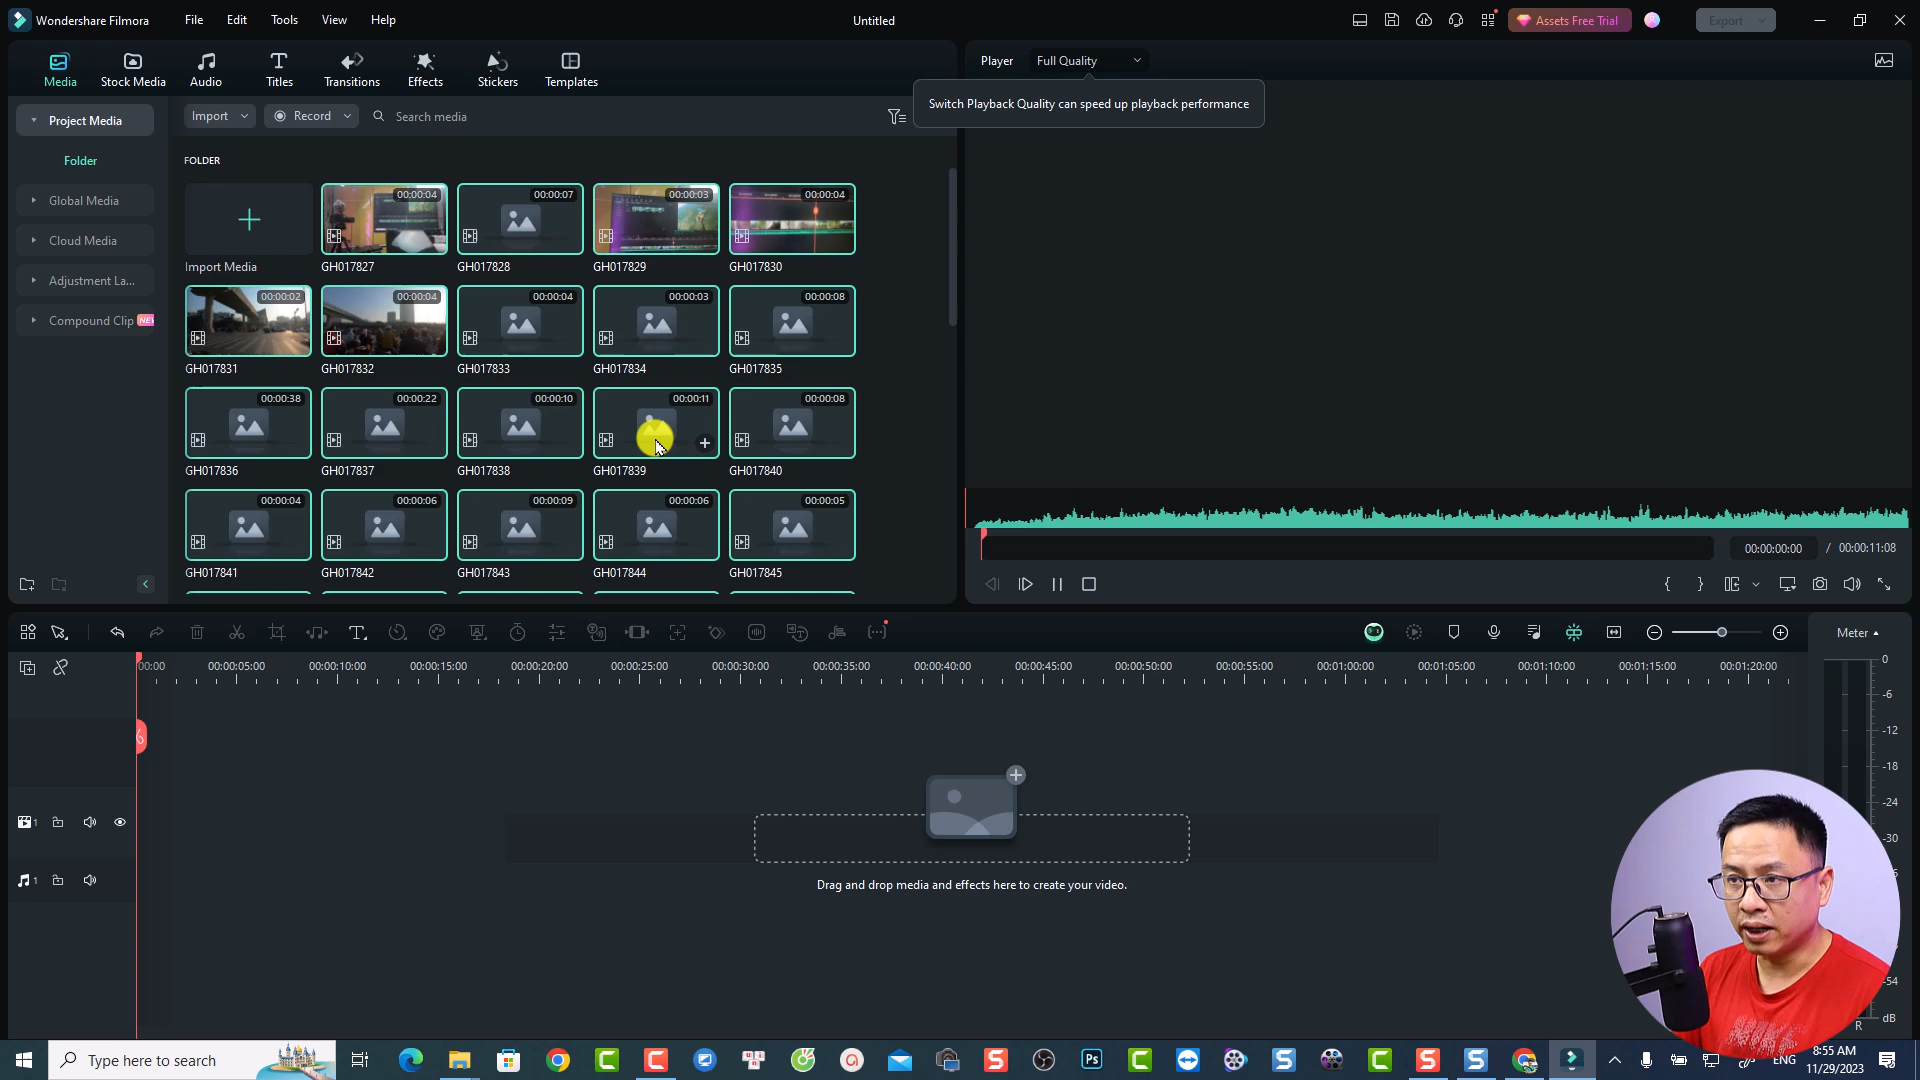 Wondershare Filmora File Edit Tools View Help Untitled Assets Free Trial Export
Media Stock Media Audio Titles Transitions Effects Stickers Templates
Player Full Quality
Switch Playback Quality can speed up playback performance
Project Media
Folder
Global Media
Cloud Media
Adjustment La...
Compound Clip
Import Record Search media
FOLDER
00:00:04 00:00:07 00:00:03 00:00:04
Import Media GH017827 GH017828 GH017829 GH017830
00:00:02 00:00:04 00:00:04 00:00:03 00:00:08
GH017831 GH017832 GH017833 GH017834 GH017835
00:00:38 00:00:22 00:00:10 00:00:11 00:00:08
GH017836 GH017837 GH017838 GH017839 GH017840
00:00:04 00:00:06 00:00:09 00:00:06 00:00:05
GH017841 GH017842 GH017843 GH017844 GH017845
00:00:00:00 / 00:00:11:08
Meter
00:00 00:00:05:00 00:00:10:00 00:00:15:00 00:00:20:00 00:00:25:00 00:00:30:00 00:00:35:00 00:00:40:00 00:00:45:00 00:00:50:00 00:00:55:00 00:01:00:00 00:01:05:00 00:01:10:00 00:01:15:00 00:01:20:00
0
-6
-12
-18
-24
-30
-54
dB
R
1
1
Drag and drop media and effects here to create your video.
Type here to search
Ps
ENG
8:55 AM
11/29/2023